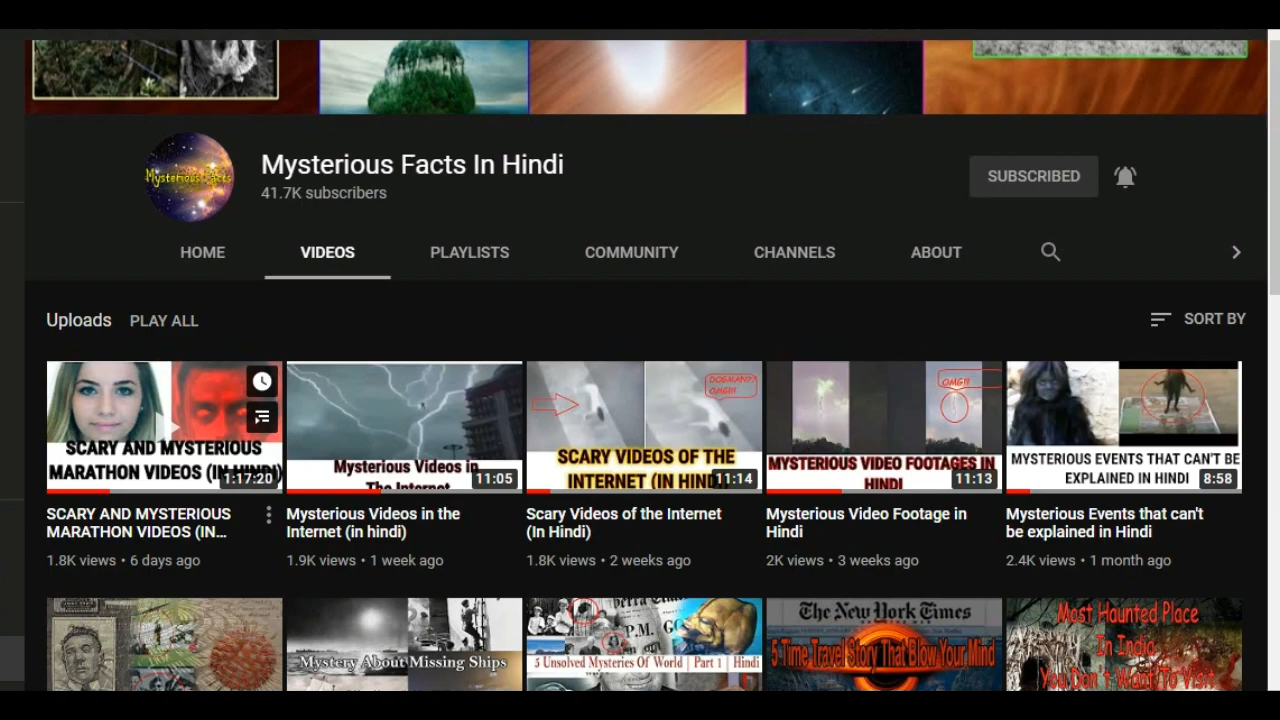 Mysterious Facts
Mysterious Facts In Hindi
41.7K subscribers
SUBSCRIBED
HOME
VIDEOS
PLAYLISTS
COMMUNITY
CHANNELS
ABOUT
Uploads
PLAY ALL
SORT BY
SCARY AND MYSTERIOUS
MARATHON VIDEOS (IN HINDI)
1:17:20
SCARY AND MYSTERIOUS
MARATHON VIDEOS (IN...
1.8K views • 6 days ago
Mysterious Videos in
The Internet
11:05
Mysterious Videos in the
Internet (in hindi)
1.9K views • 1 week ago
DOGMAN??
OMG!!!
SCARY VIDEOS OF THE
INTERNET (IN HINDI)
11:14
Scary Videos of the Internet
(In Hindi)
1.8K views • 2 weeks ago
OMG!!!
MYSTERIOUS VIDEO FOOTAGES IN
HINDI
11:13
Mysterious Video Footage in
Hindi
2K views • 3 weeks ago
MYSTERIOUS EVENTS THAT CAN'T BE
EXPLAINED IN HINDI
8:58
Mysterious Events that can't
be explained in Hindi
2.4K views • 1 month ago
Mystery About Missing Ships
P.M.
5 Unsolved Mysteries Of World | Part 1 | Hindi
The New York Times
5 Time Travel Story That Blow Your Mind
Most Haunted Place
In India
You Don't Want To Visit